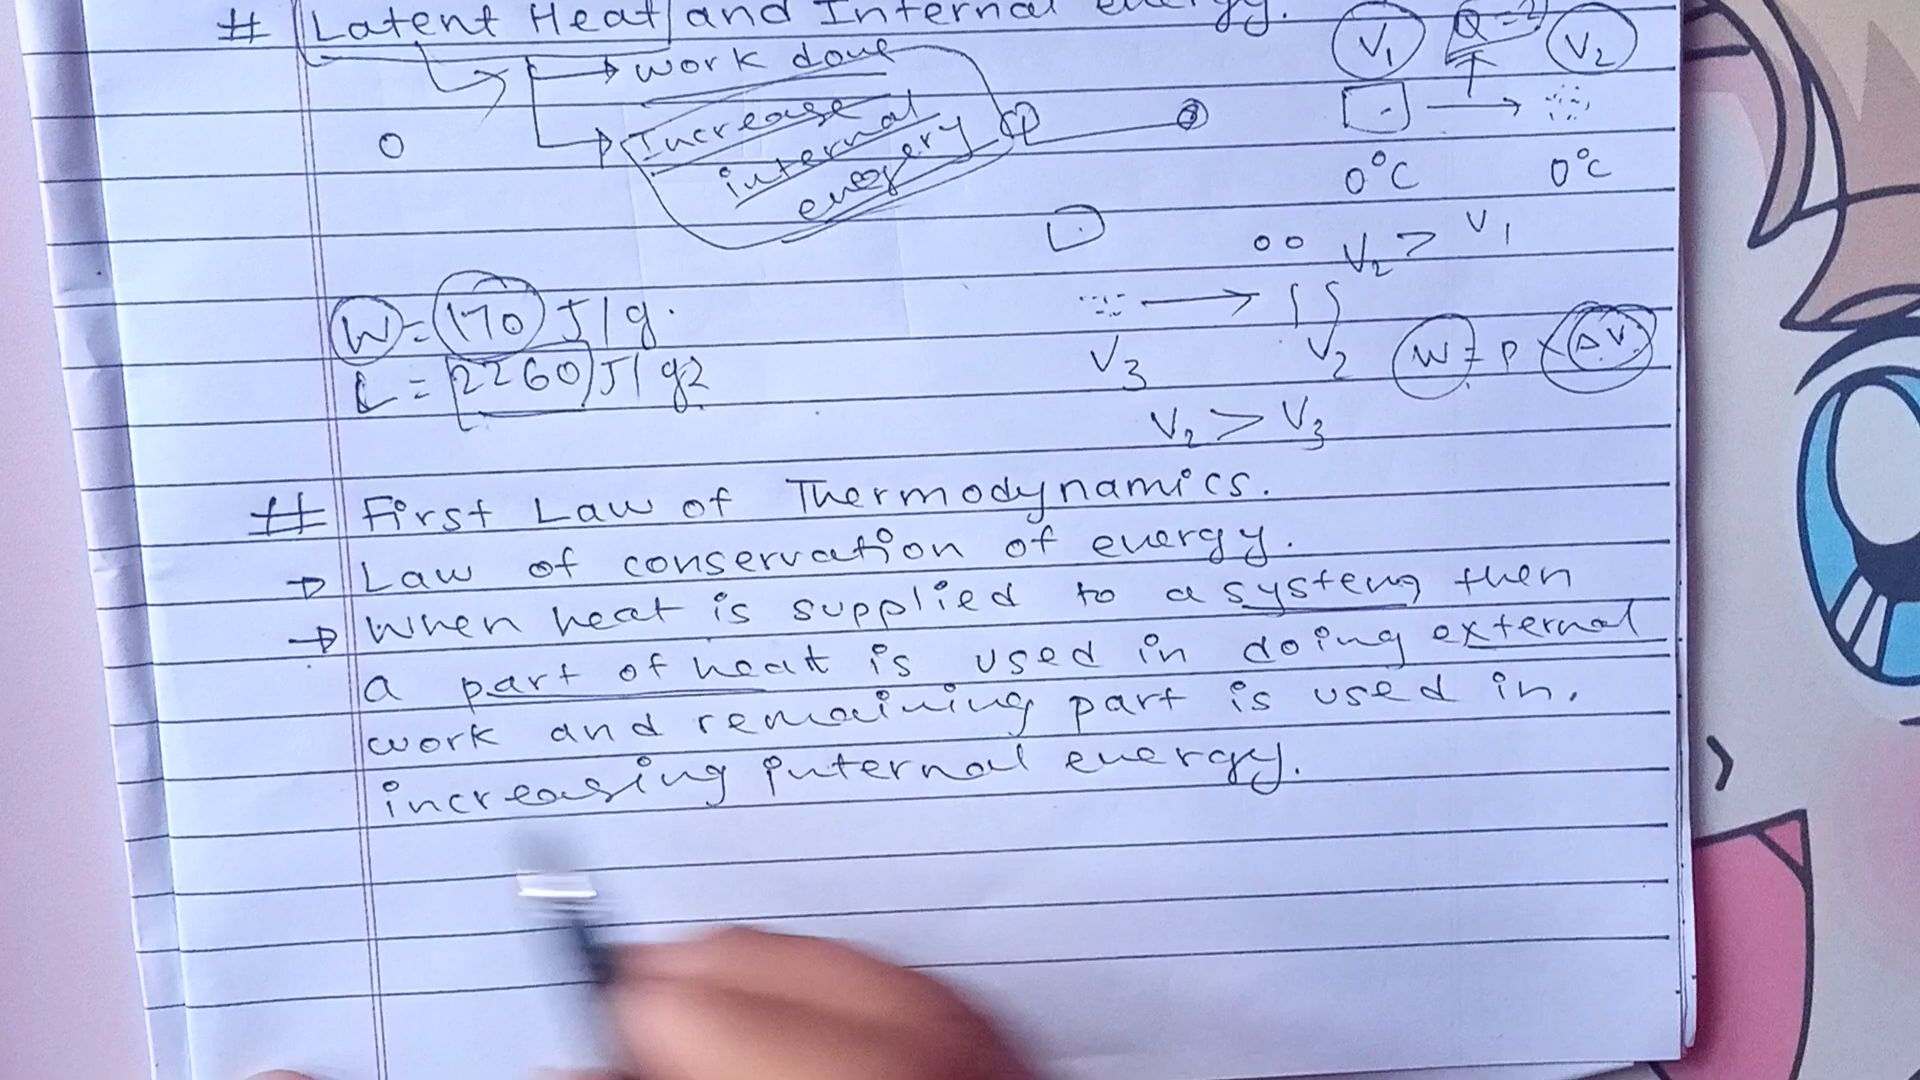 # Latent Heat and Internal energy.
V₁ Q = V₂
work done
Increase
internal
energy
0°C 0°C
V₂ > V₁
W = 170 J/g.
L = 2260 J/g2
V₃ V₂ W = P × ΔV
V₂ > V₃
# First Law of Thermodynamics.
→ Law of conservation of energy.
→ When heat is supplied to a system then
a part of heat is used in doing external
work and remaining part is used in.
increasing internal energy.